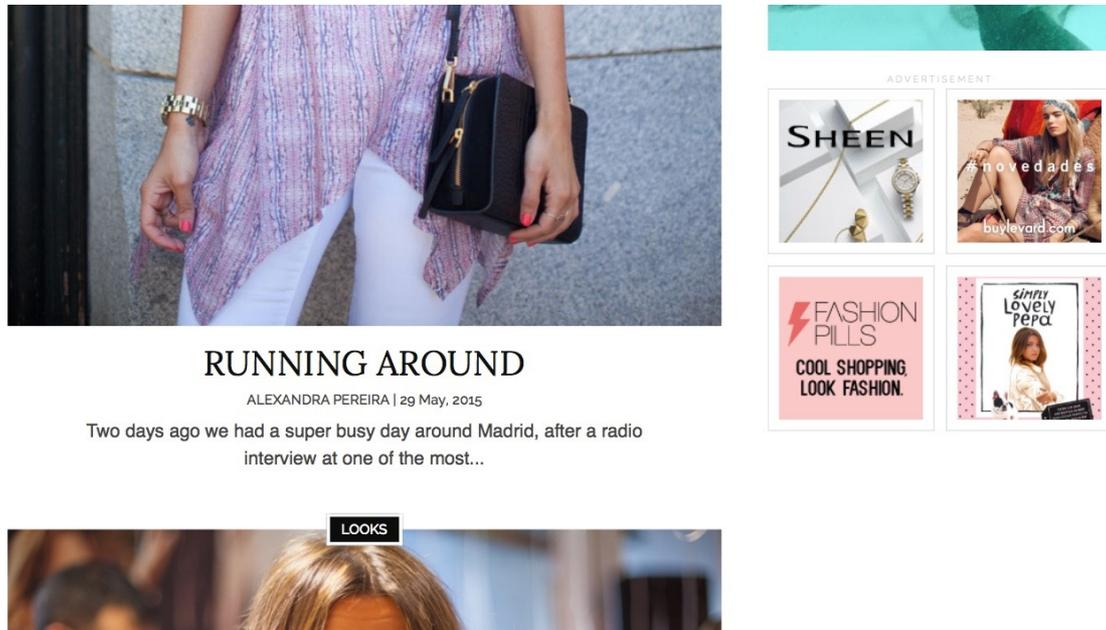 RUNNING AROUND
ALEXANDRA PEREIRA | 29 May, 2015
Two days ago we had a super busy day around Madrid, after a radio
interview at one of the most...
LOOKS
ADVERTISEMENT
SHEEN
#novedades
buylevard.com
FASHION
PILLS
COOL SHOPPING,
LOOK FASHION.
SIMPLY
LOVELY
PEPA